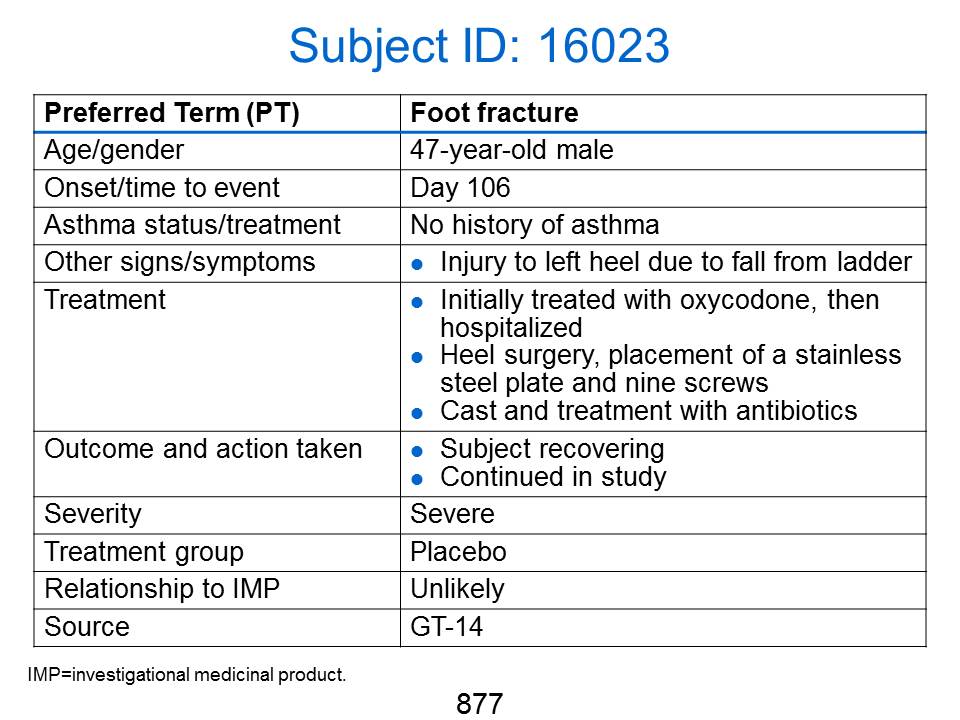 Subject ID: 16023
Preferred Term (PT) Foot fracture
Age/gender 47-year-old male
Onset/time to event Day 106
Asthma status/treatment No history of asthma
Other signs/symptoms • Injury to left heel due to fall from ladder
Treatment • Initially treated with oxycodone, then
hospitalized
• Heel surgery, placement of a stainless
steel plate and nine screws
• Cast and treatment with antibiotics
Outcome and action taken • Subject recovering
• Continued in study
Severity Severe
Treatment group Placebo
Relationship to IMP Unlikely
Source GT-14
IMP=investigational medicinal product.
877